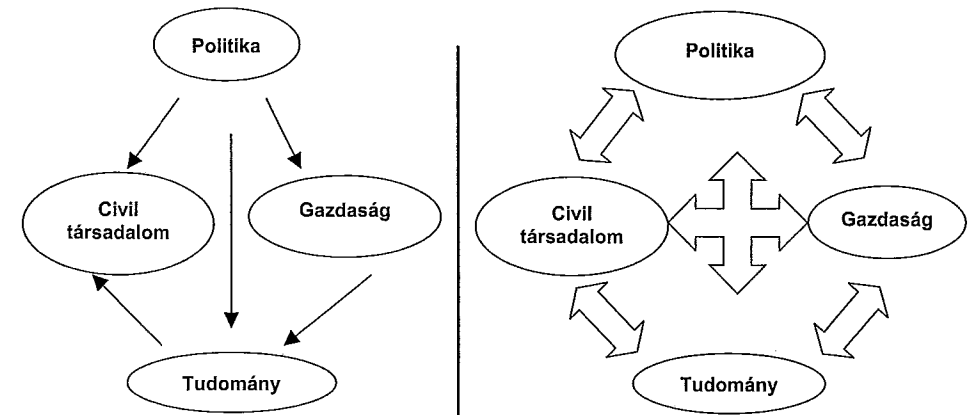 Politika
Civil
társadalom
Gazdaság
Tudomány
Politika
Civil
társadalom
Gazdaság
Tudomány